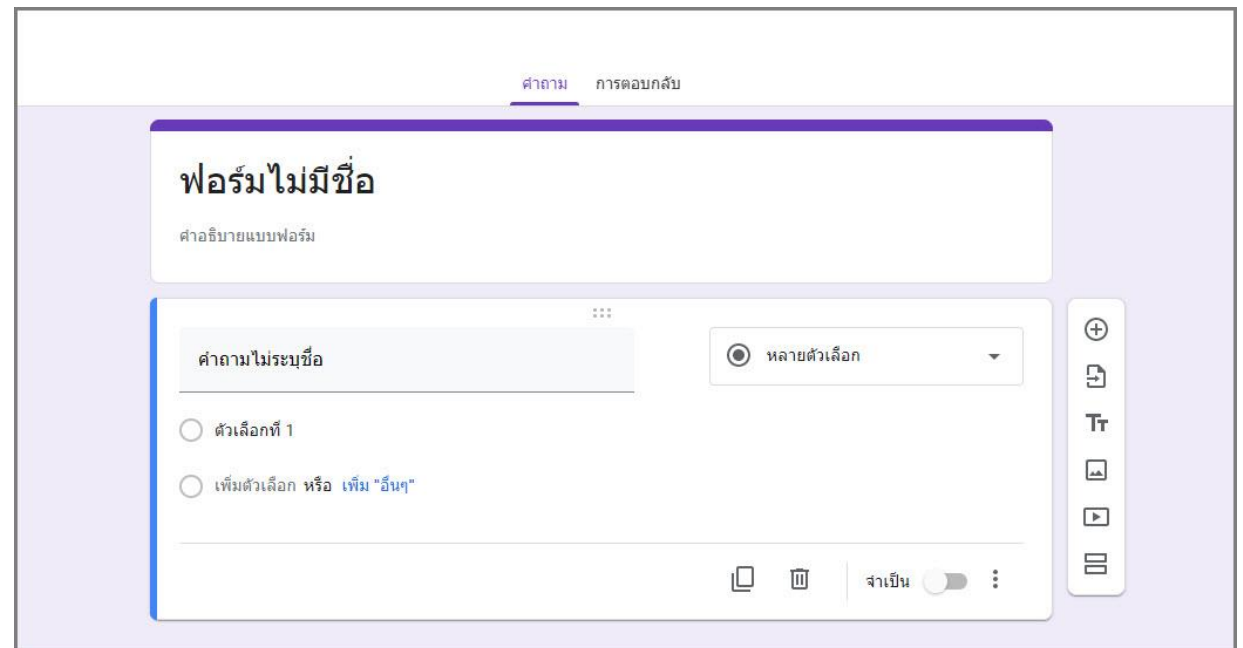 คำถาม การตอบกลับ
ฟอร์มไม่มีชื่อ
คำอธิบายแบบฟอร์ม
คำถามไม่ระบุชื่อ
หลายตัวเลือก
ตัวเลือกที่ 1
เพิ่มตัวเลือก หรือ เพิ่ม "อื่นๆ"
จำเป็น